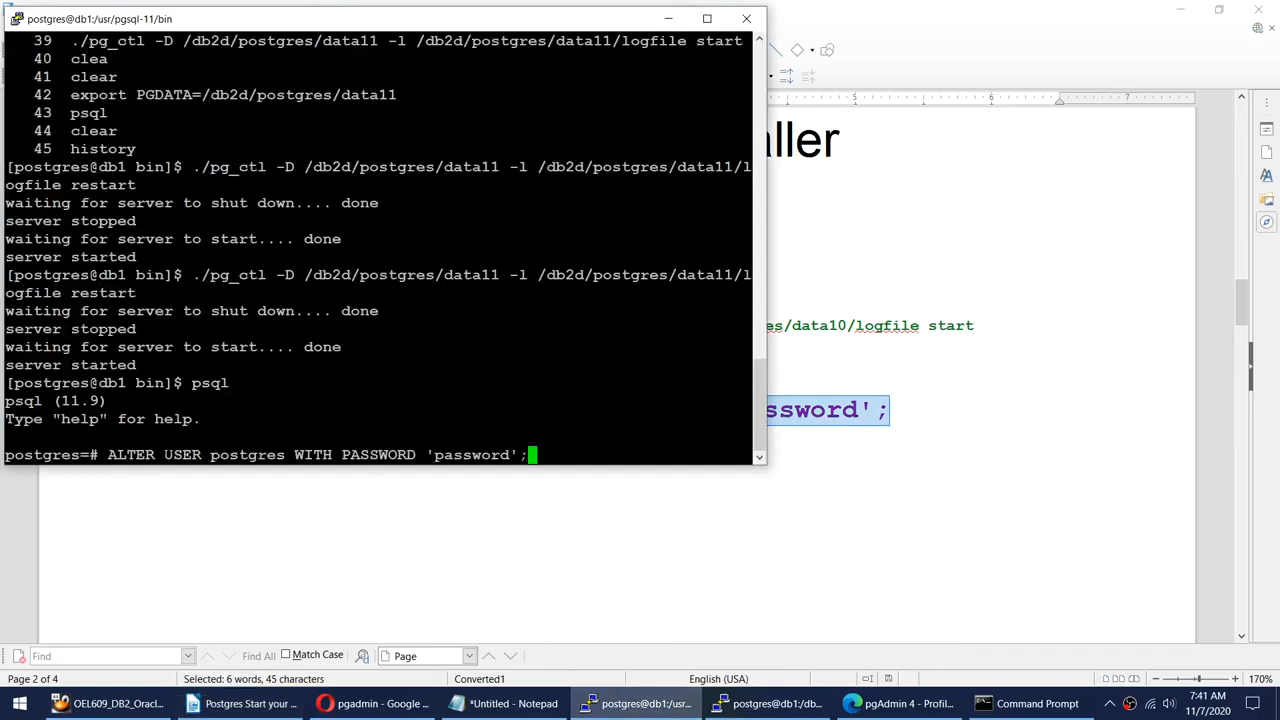 postgres@db1:/usr/pgsql-11/bin
39 ./pg_ctl -D /db2d/postgres/data11 -l /db2d/postgres/data11/logfile start
40 clea
41 clear
42 export PGDATA=/db2d/postgres/data11
43 psql
44 clear
45 history
[postgres@db1 bin]$ ./pg_ctl -D /db2d/postgres/data11 -l /db2d/postgres/data11/l
ogfile restart
waiting for server to shut down.... done
server stopped
waiting for server to start.... done
server started
[postgres@db1 bin]$ ./pg_ctl -D /db2d/postgres/data11 -l /db2d/postgres/data11/l
ogfile restart
waiting for server to shut down.... done
server stopped
waiting for server to start.... done
server started
[postgres@db1 bin]$ psql
psql (11.9)
Type "help" for help.
postgres=# ALTER USER postgres WITH PASSWORD 'password';
5 6 7
aller
es/data10/logfile start
ssword';
Find Find All Match Case Page
Page 2 of 4 Selected: 6 words, 45 characters Converted1 English (USA) 170%
OEL609_DB2_Oracl... Postgres Start your ... pgadmin - Google ... *Untitled - Notepad postgres@db1:/usr... postgres@db1:/db... pgAdmin 4 - Profil... Command Prompt
7:41 AM
11/7/2020